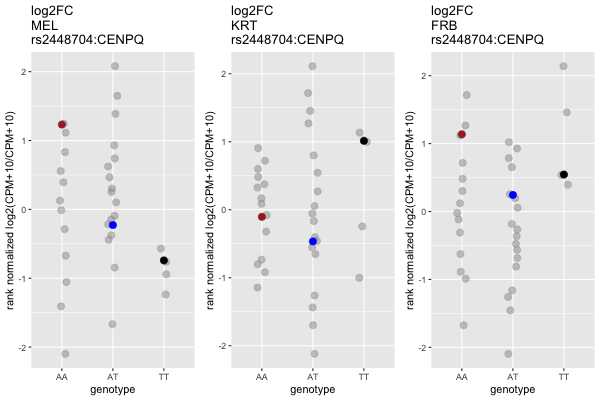 log2FC
MEL
rs2448704:CENPQ
rank normalized log2(CPM+10/CPM+10)
2
1
0
-1
-2
AA
AT
TT
genotype
log2FC
KRT
rs2448704:CENPQ
rank normalized log2(CPM+10/CPM+10)
2
1
0
-1
-2
AA
AT
TT
genotype
log2FC
FRB
rs2448704:CENPQ
rank normalized log2(CPM+10/CPM+10)
2
1
0
-1
-2
AA
AT
TT
genotype